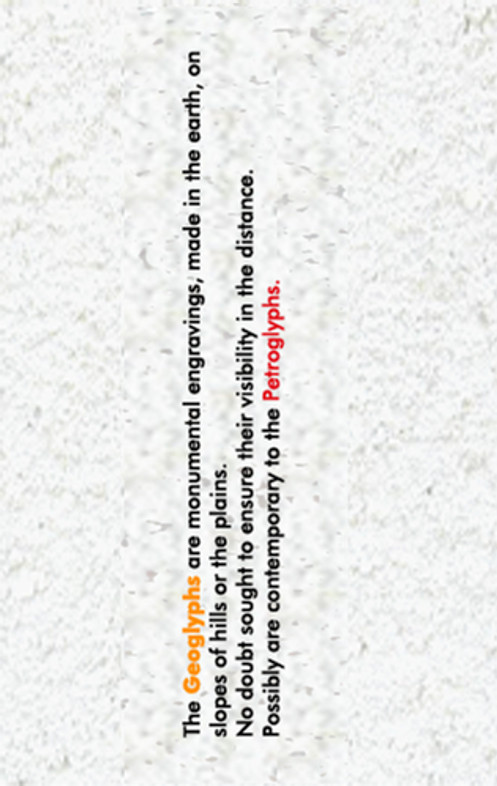 The Geoglyphs are monumental engravings, made in the earth, on
slopes of hills or the plains.
No doubt sought to ensure their visibility in the distance.
Possibly are contemporary to the Petroglyphs.